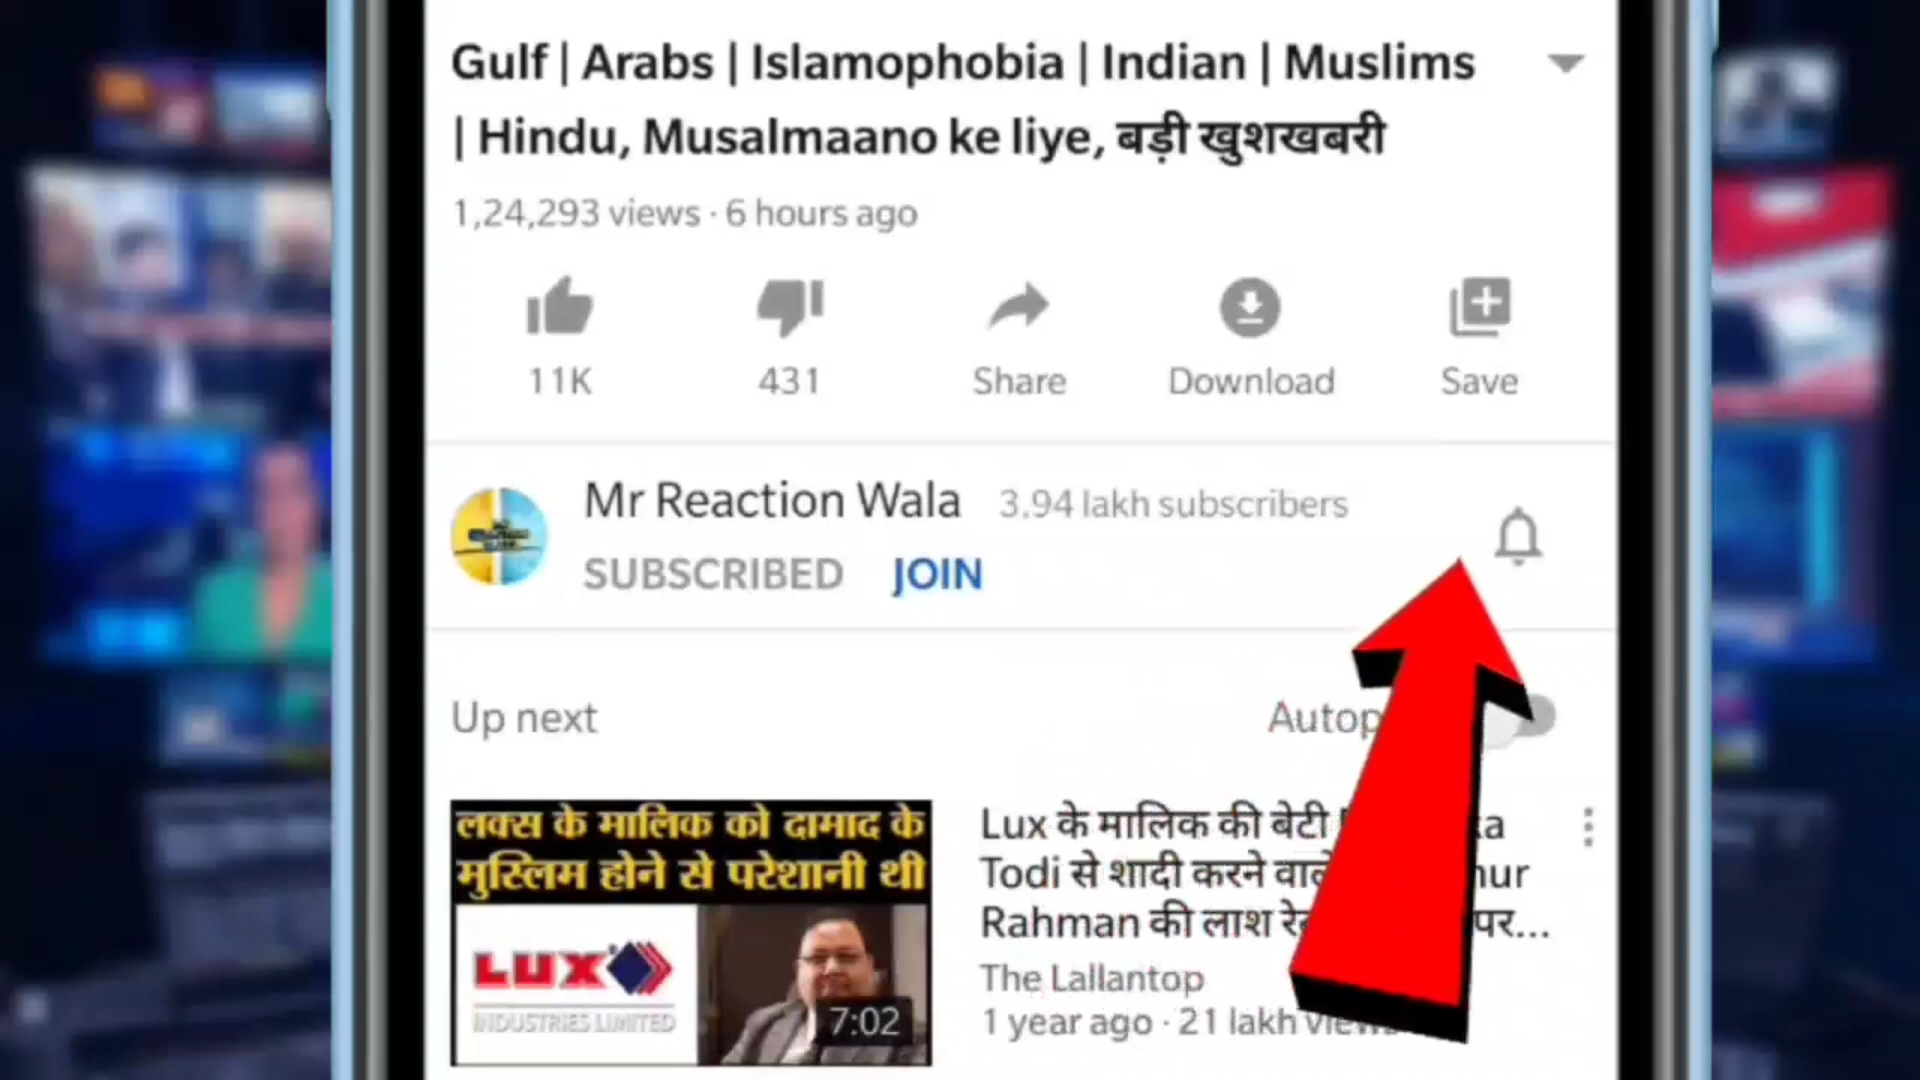 Gulf | Arabs | Islamophobia | Indian | Muslims
| Hindu, Musalmaano ke liye, बड़ी खुशखबरी
1,24,293 views · 6 hours ago
11K 431 Share Download Save
Mr Reaction Wala 3.94 lakh subscribers
SUBSCRIBED JOIN
Up next
लक्स के मालिक को दामाद के
मुस्लिम होने से परेशानी थी
LUX
INDUSTRIES LIMITED
7:02
Lux के मालिक की बेटी
Todi से शादी करने
Rahman की लाश पर...
The Lallantop
1 year ago · 21 lakh views